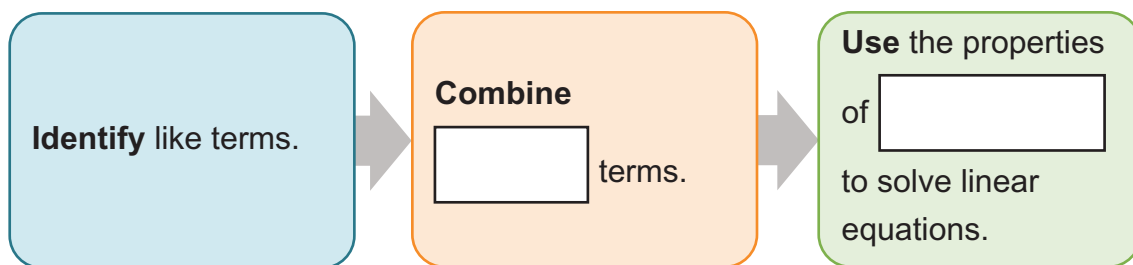 Identify like terms.
Combine
terms.
Use the properties
of
to solve linear
equations.